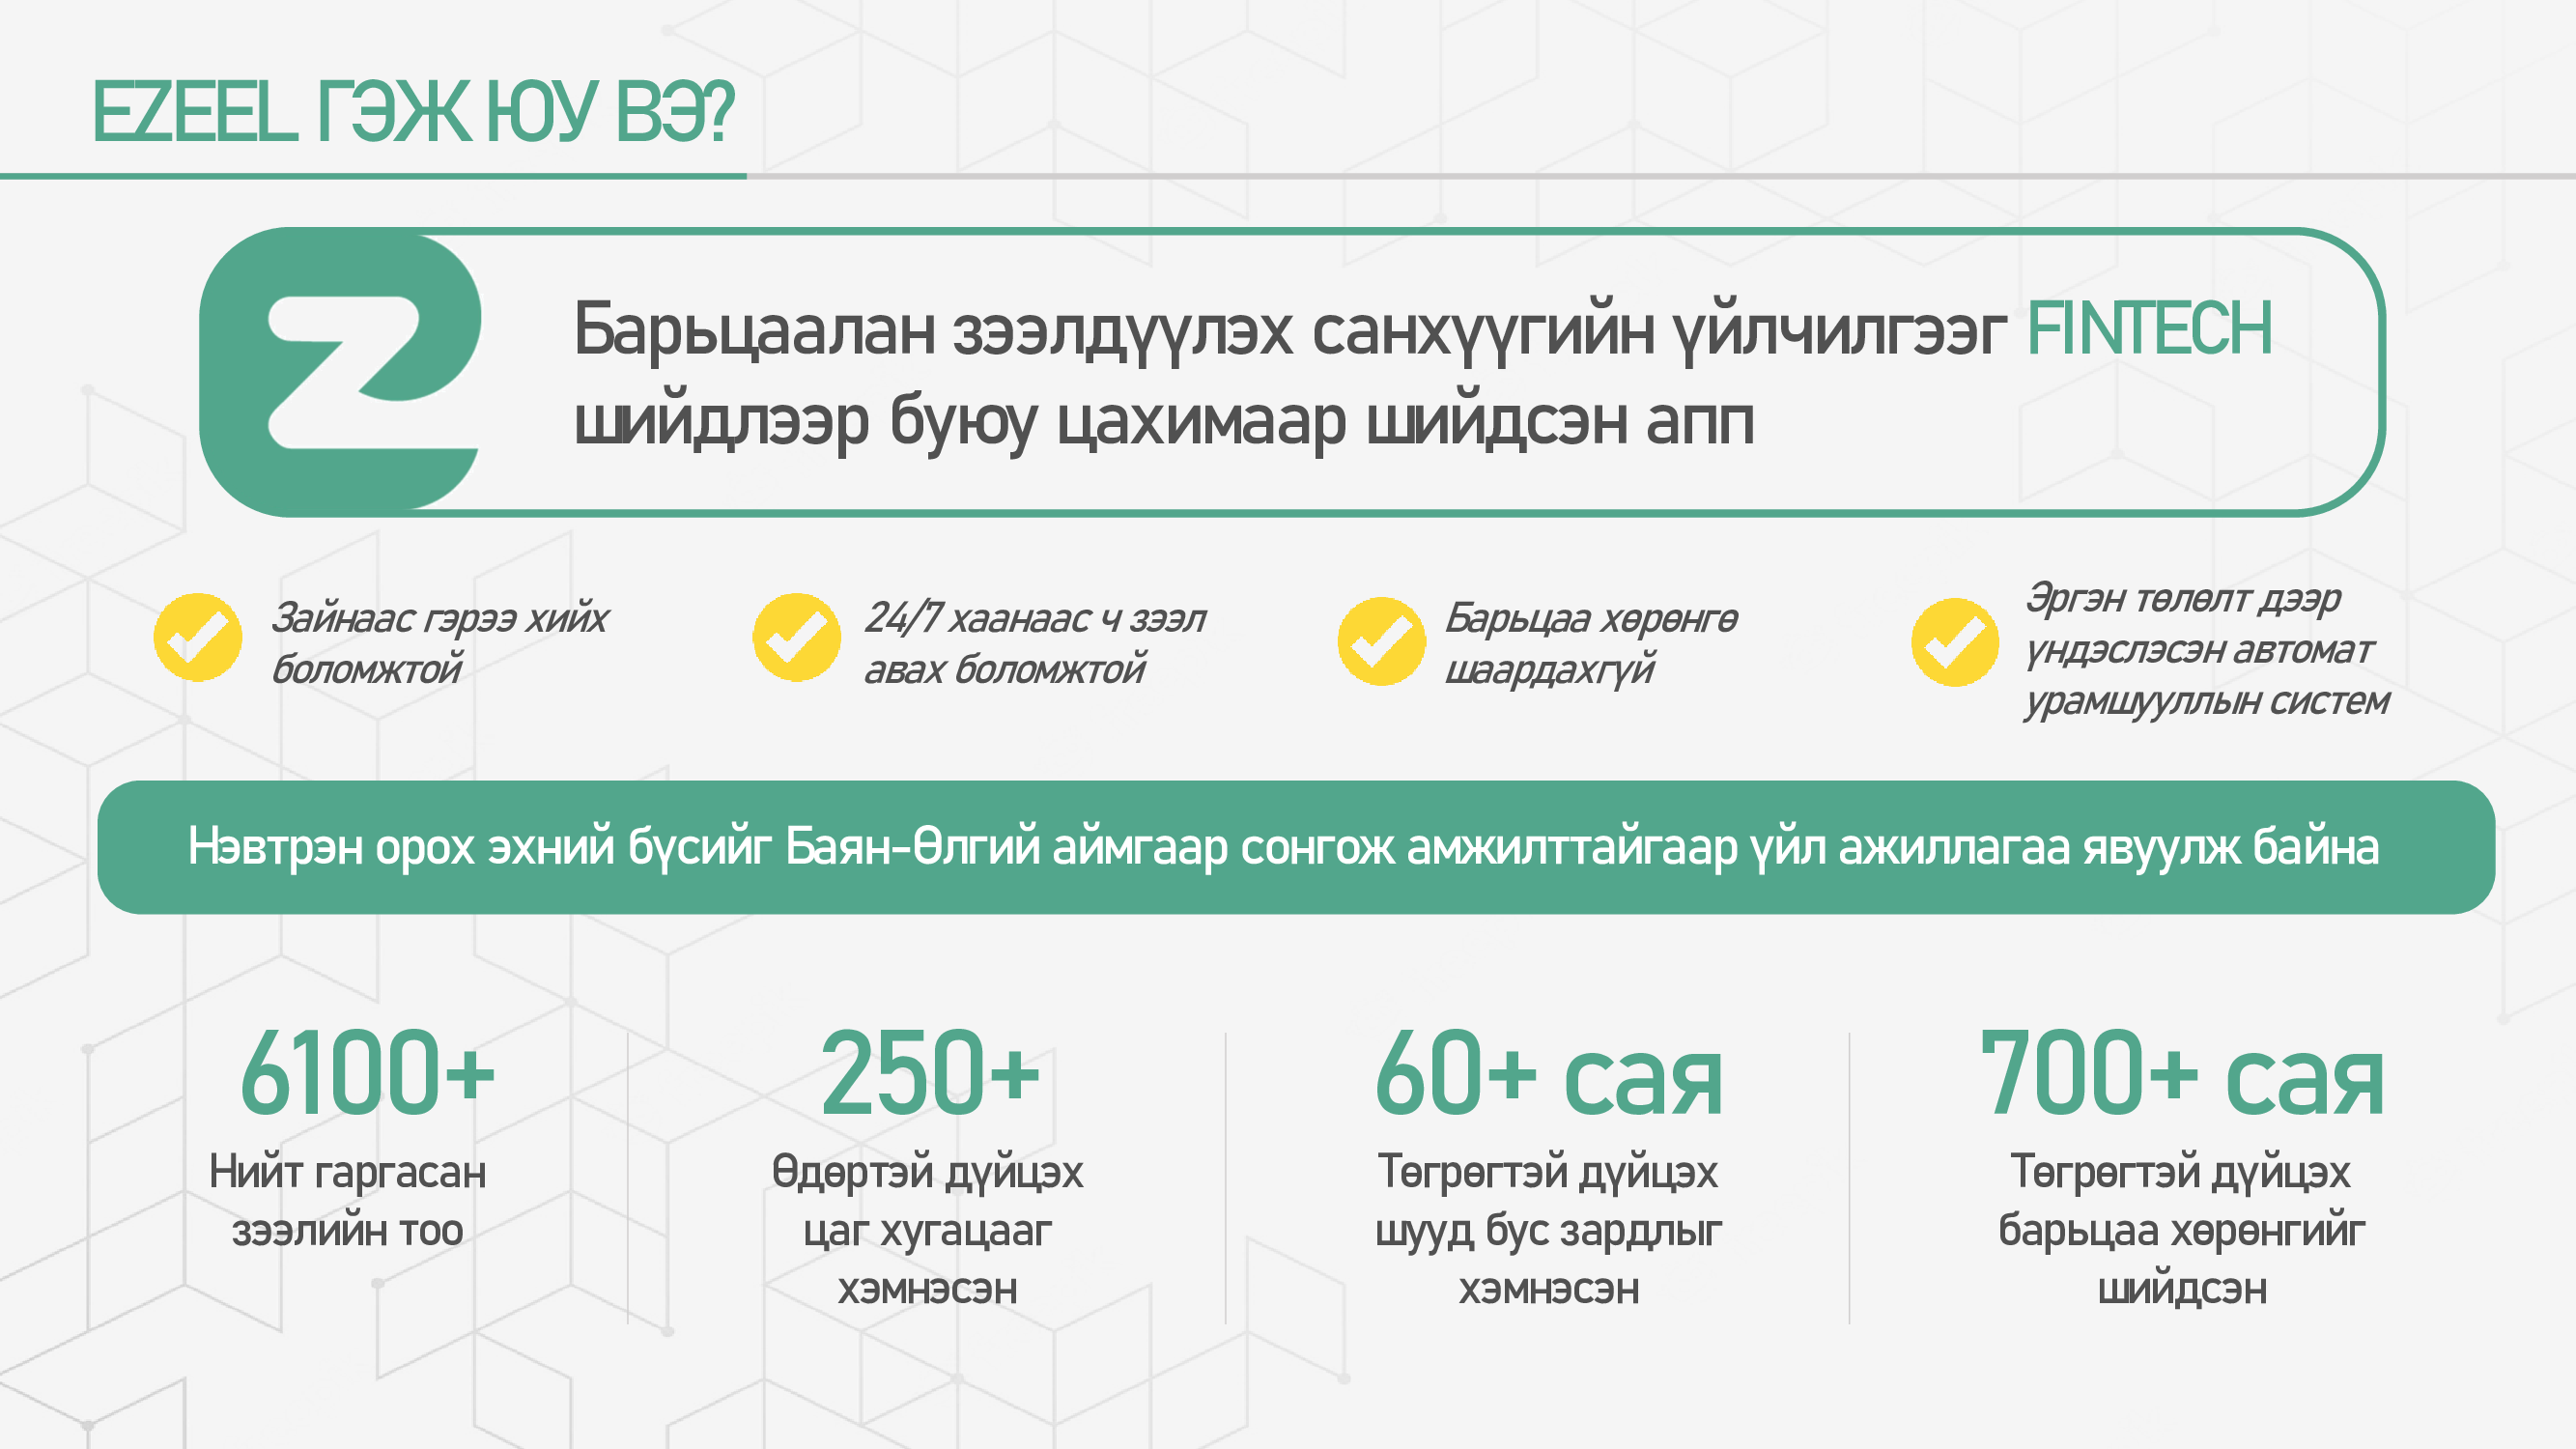 EZEEL ГЭЖ ЮУ ВЭ?
Барьцаалан зээлдүүлэх санхүүгийн үйлчилгээг FINTECH
шийдлээр буюу цахимаар шийдсэн апп
Зайнаас гэрээ хийх
боломжтой
24/7 хаанаас ч зээл
авах боломжтой
Барьцаа хөрөнгө
шаардахгүй
Эргэн төлөлт дээр
үндэслэсэн автомат
урамшууллын систем
Нэвтрэн орох эхний бүсийг Баян-Өлгий аймгаар сонгож амжилттайгаар үйл ажиллагаа явуулж байна
6100+
Нийт гаргасан
зээлийн тоо
250+
Өдөртэй дүйцэх
цаг хугацааг
хэмнэсэн
60+ сая
Төгрөгтэй дүйцэх
шууд бус зардлыг
хэмнэсэн
700+ сая
Төгрөгтэй дүйцэх
барьцаа хөрөнгийг
шийдсэн